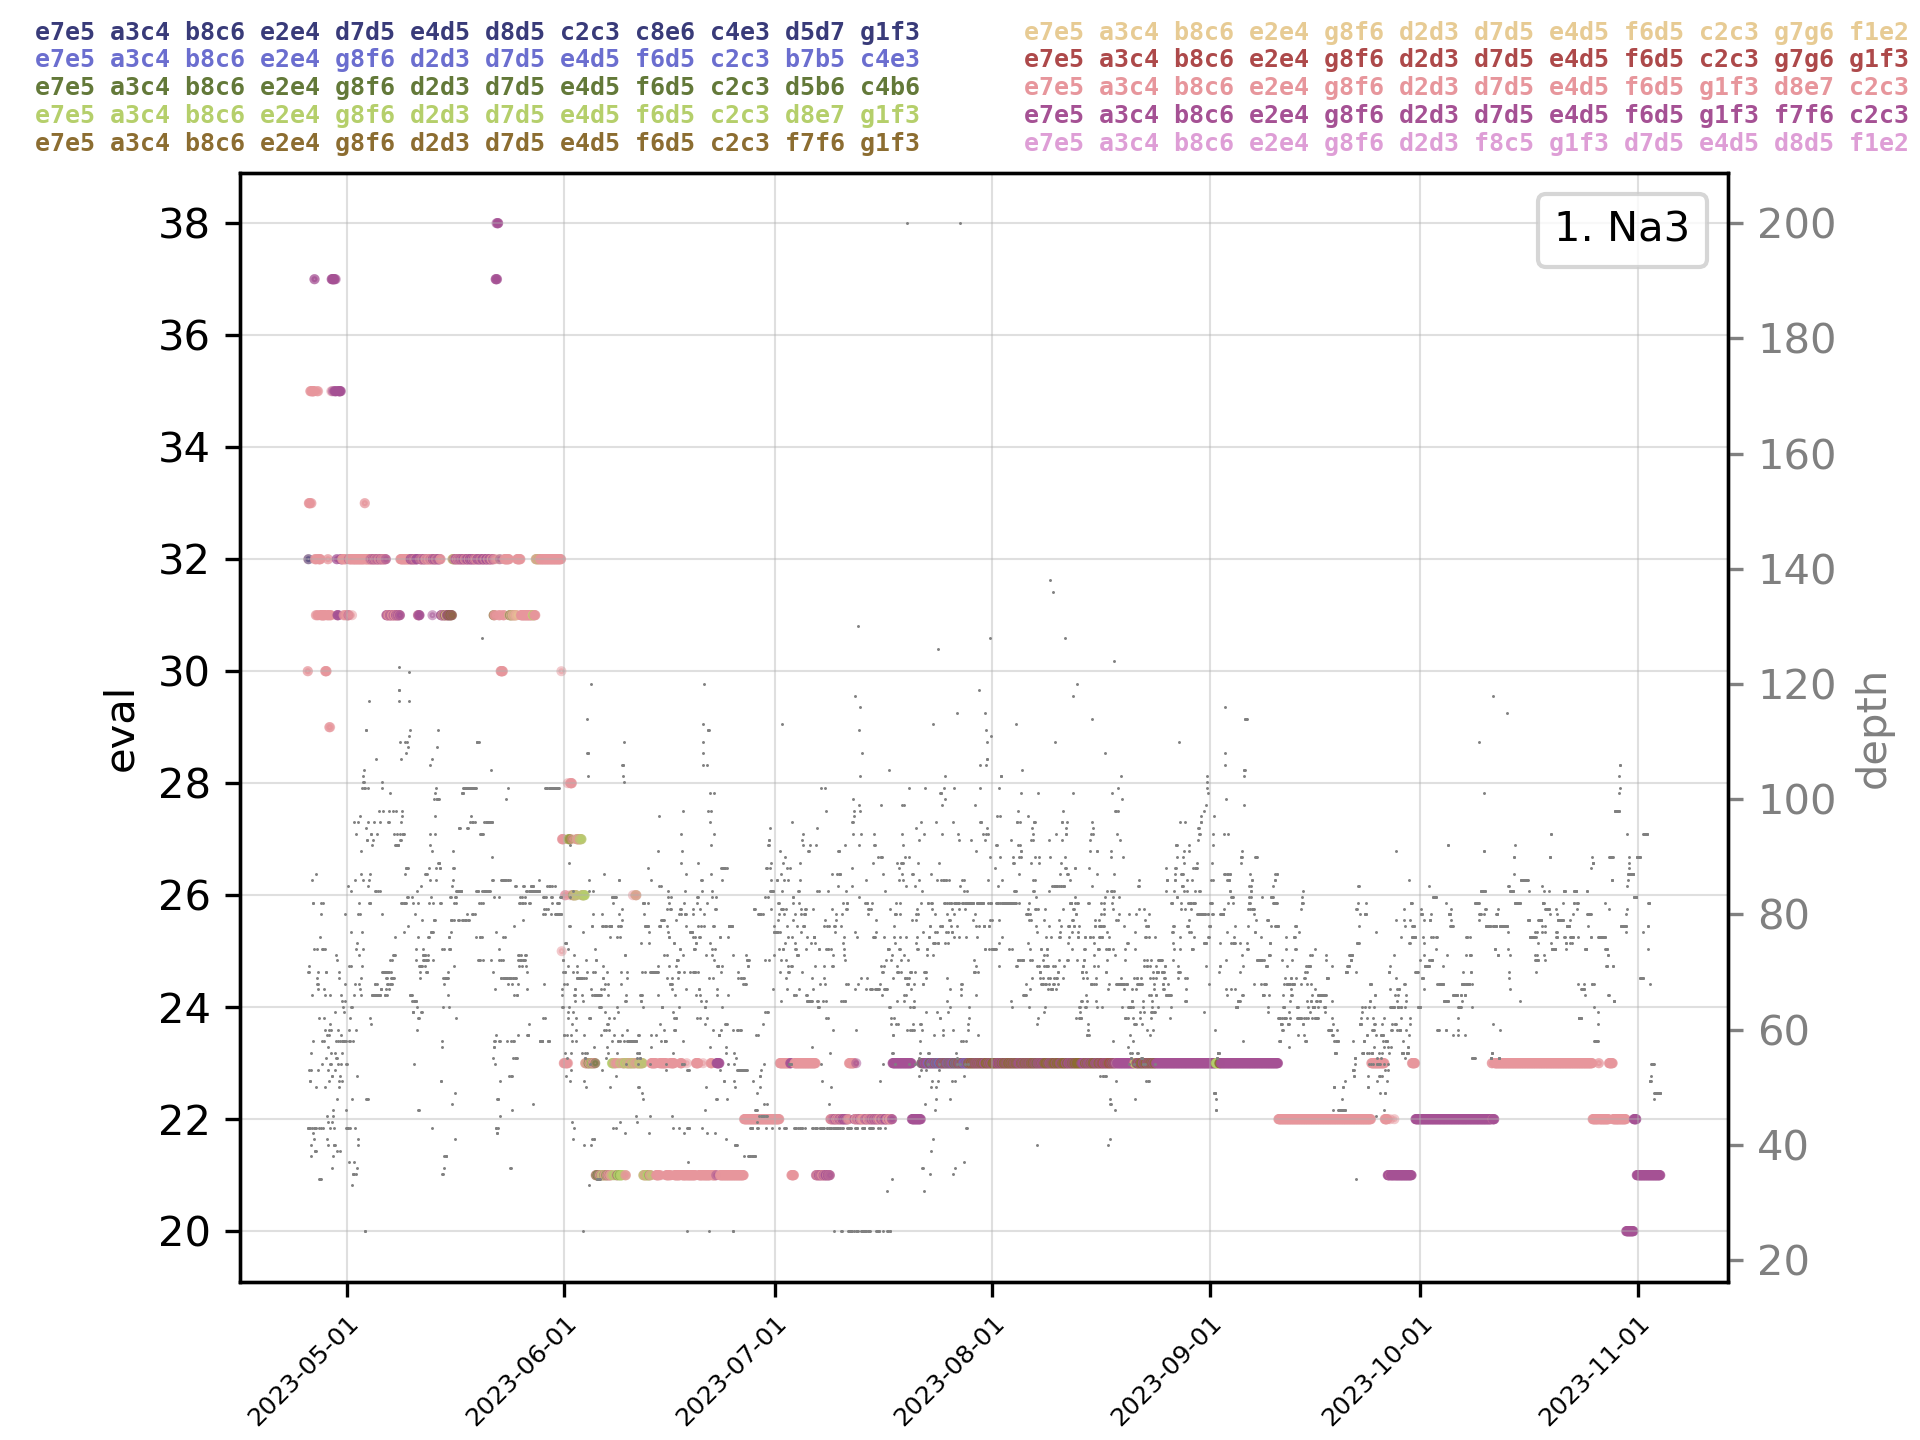 e7e5 a3c4 b8c6 e2e4 d7d5 e4d5 d8d5 c2c3 c8e6 c4e3 d5d7 g1f3
e7e5 a3c4 b8c6 e2e4 g8f6 d2d3 d7d5 e4d5 f6d5 c2c3 b7b5 c4e3
e7e5 a3c4 b8c6 e2e4 g8f6 d2d3 d7d5 e4d5 f6d5 c2c3 d5b6 c4b6
e7e5 a3c4 b8c6 e2e4 g8f6 d2d3 d7d5 e4d5 f6d5 c2c3 d8e7 g1f3
e7e5 a3c4 b8c6 e2e4 g8f6 d2d3 d7d5 e4d5 f6d5 c2c3 f7f6 g1f3
e7e5 a3c4 b8c6 e2e4 g8f6 d2d3 d7d5 e4d5 f6d5 c2c3 g7g6 f1e2
e7e5 a3c4 b8c6 e2e4 g8f6 d2d3 d7d5 e4d5 f6d5 c2c3 g7g6 g1f3
e7e5 a3c4 b8c6 e2e4 g8f6 d2d3 d7d5 e4d5 f6d5 g1f3 d8e7 c2c3
e7e5 a3c4 b8c6 e2e4 g8f6 d2d3 d7d5 e4d5 f6d5 g1f3 f7f6 c2c3
e7e5 a3c4 b8c6 e2e4 g8f6 d2d3 f8c5 g1f3 d7d5 e4d5 d8d5 f1e2
1. Na3
38
36
34
32
30
28
26
24
22
20
eval
200
180
160
140
120
100
80
60
40
20
depth
2023-05-01
2023-06-01
2023-07-01
2023-08-01
2023-09-01
2023-10-01
2023-11-01